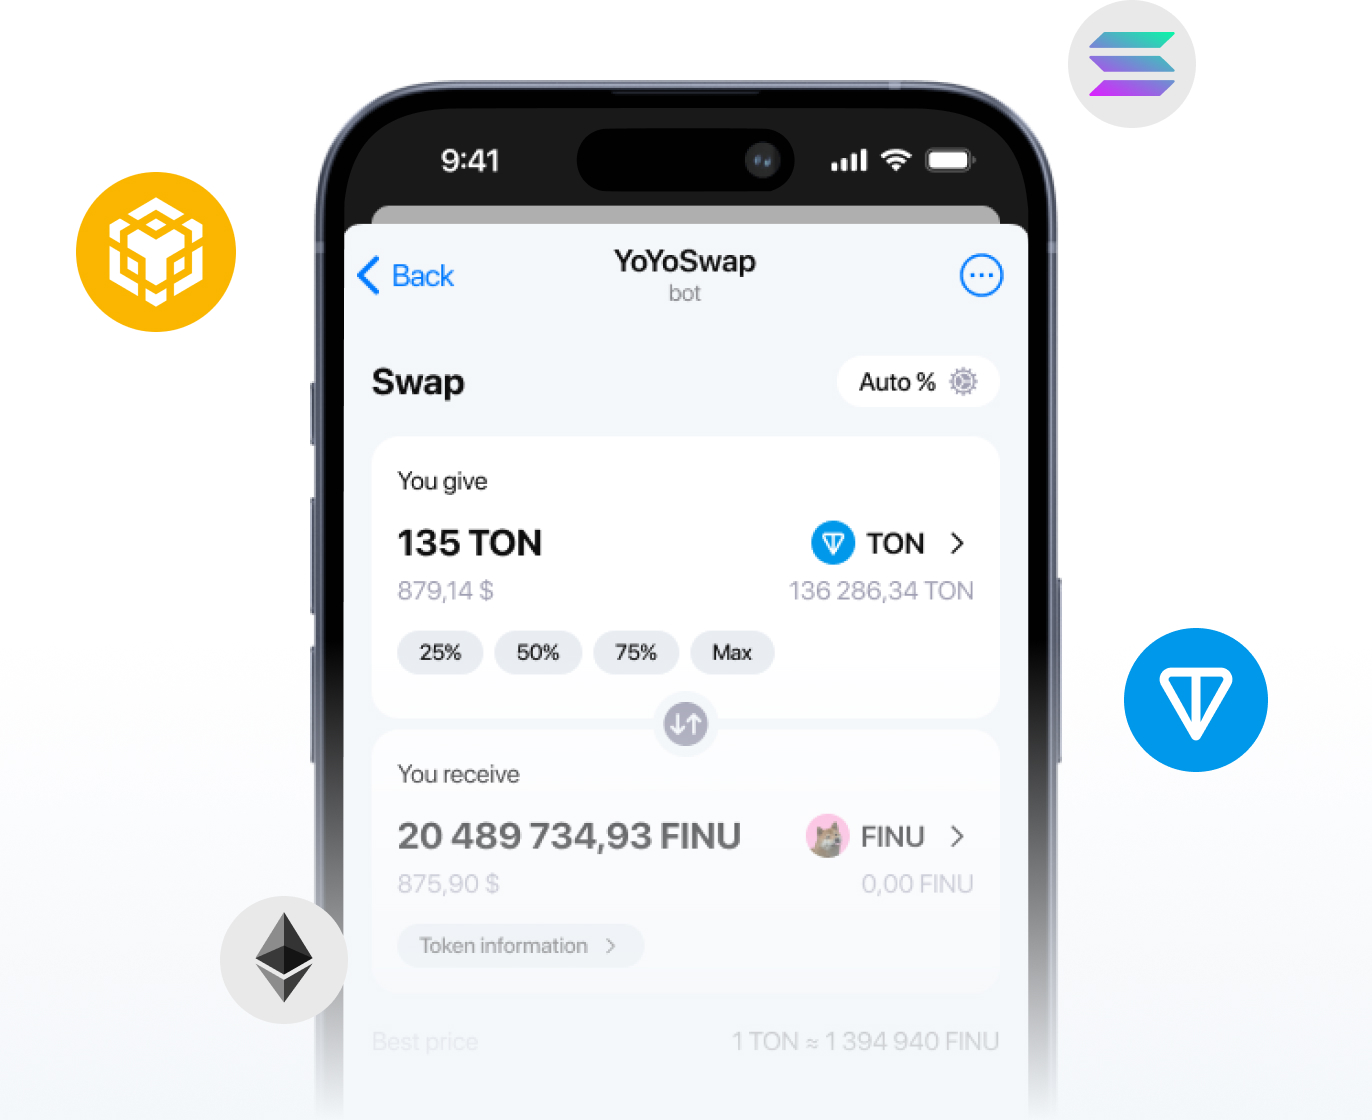 9:41
Back
YoYoSwap
bot
Swap
Auto %
You give
135 TON
TON
879,14 $
136 286,34 TON
25%
50%
75%
Max
You receive
20 489 734,93 FINU
FINU
875,90 $
0,00 FINU
Token information
Best price
1 TON ≈ 1 394 940 FINU